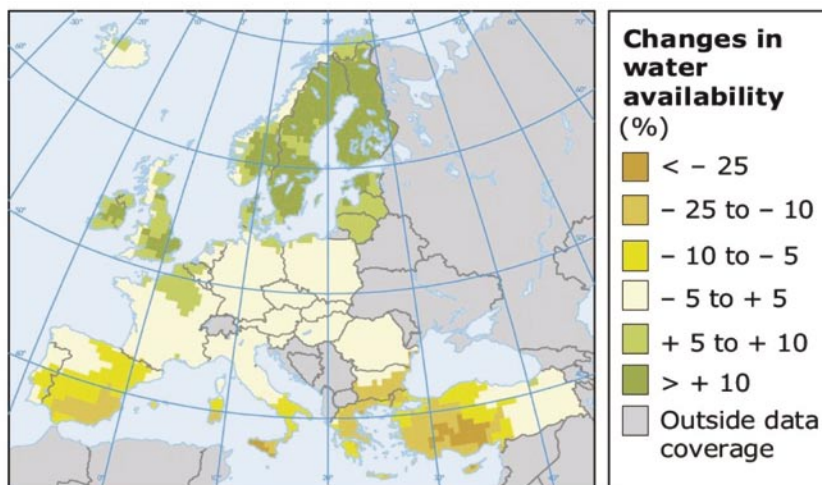 Changes in
water
availability
(%)
< – 25
– 25 to – 10
– 10 to – 5
– 5 to + 5
+ 5 to + 10
> + 10
Outside data
coverage